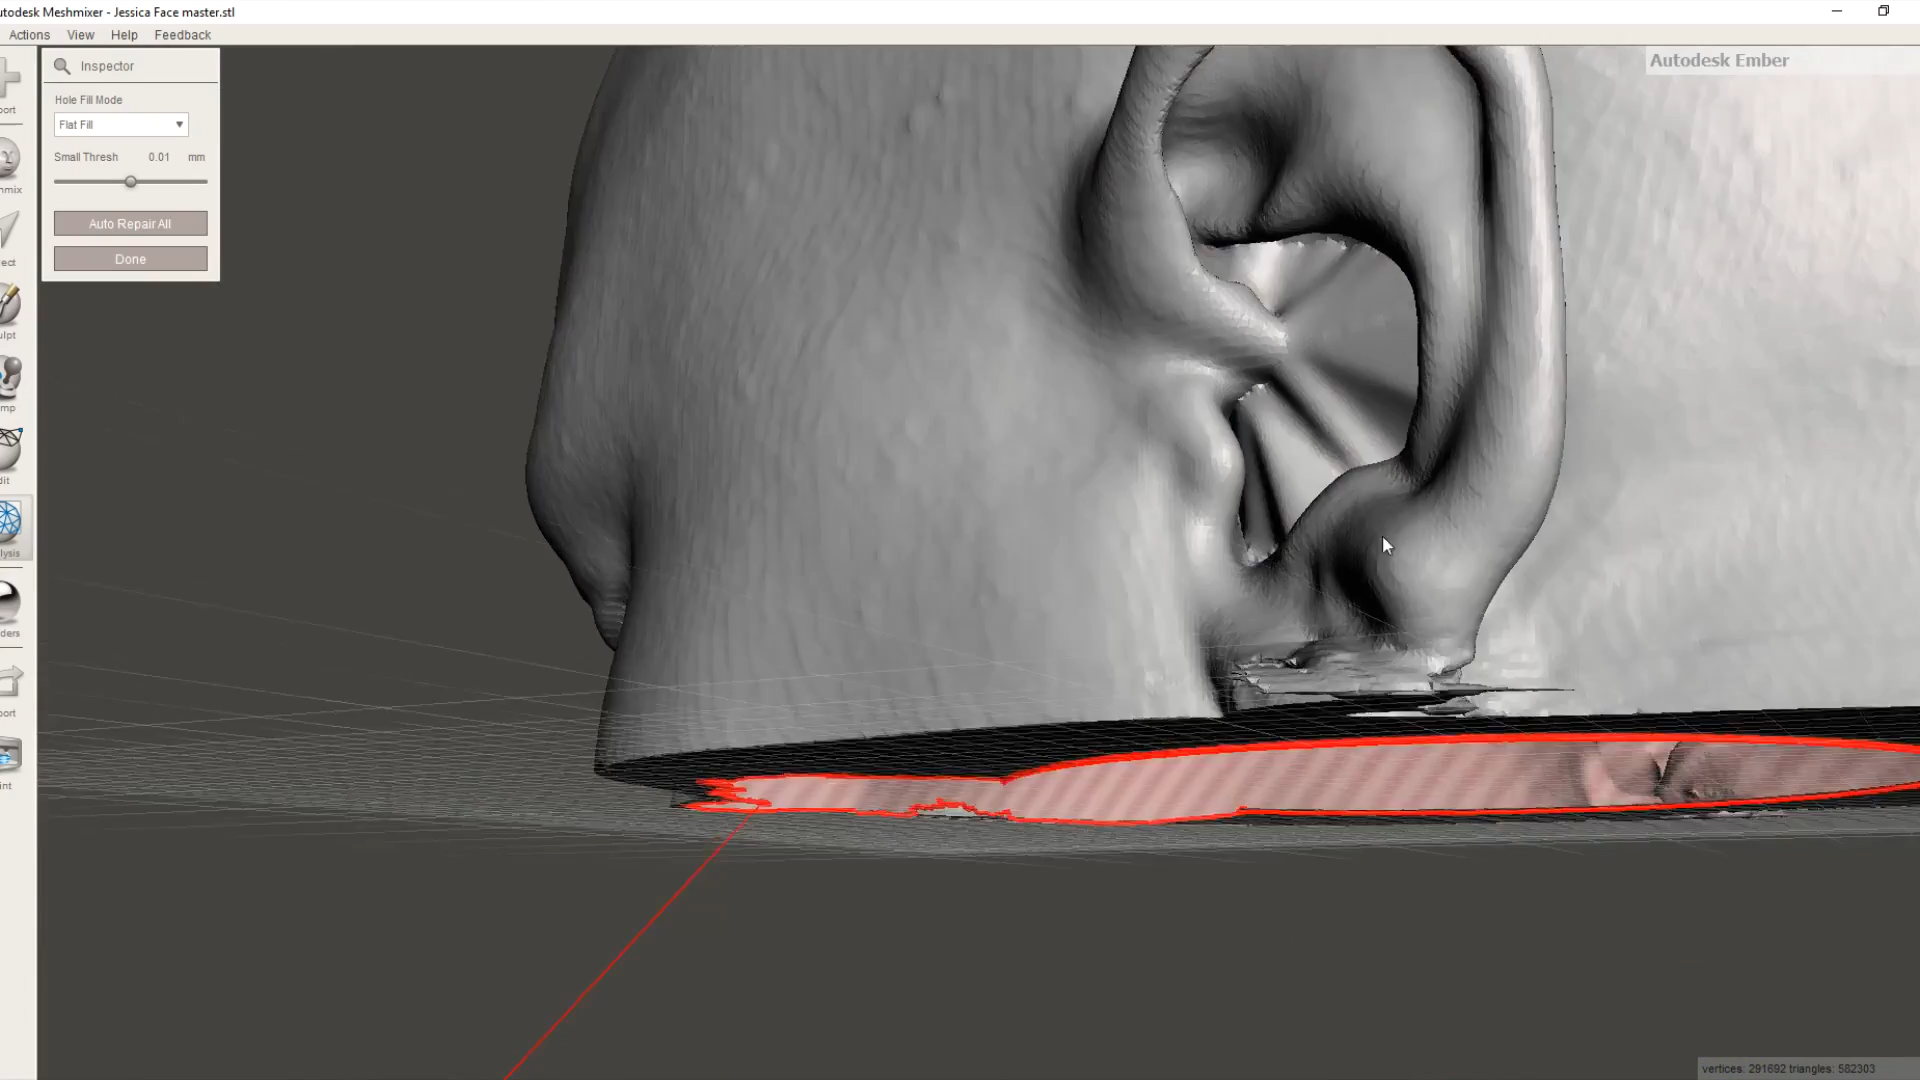 utodesk Meshmixer - Jessica Face master.stl
Actions View Help Feedback
Inspector
Hole Fill Mode
Flat Fill
Small Thresh 0.01 mm
Auto Repair All
Done
Autodesk Ember
port
nmix
ect
ulpt
mp
dit
lysis
ders
port
int
vertices: 291692 triangles: 582303